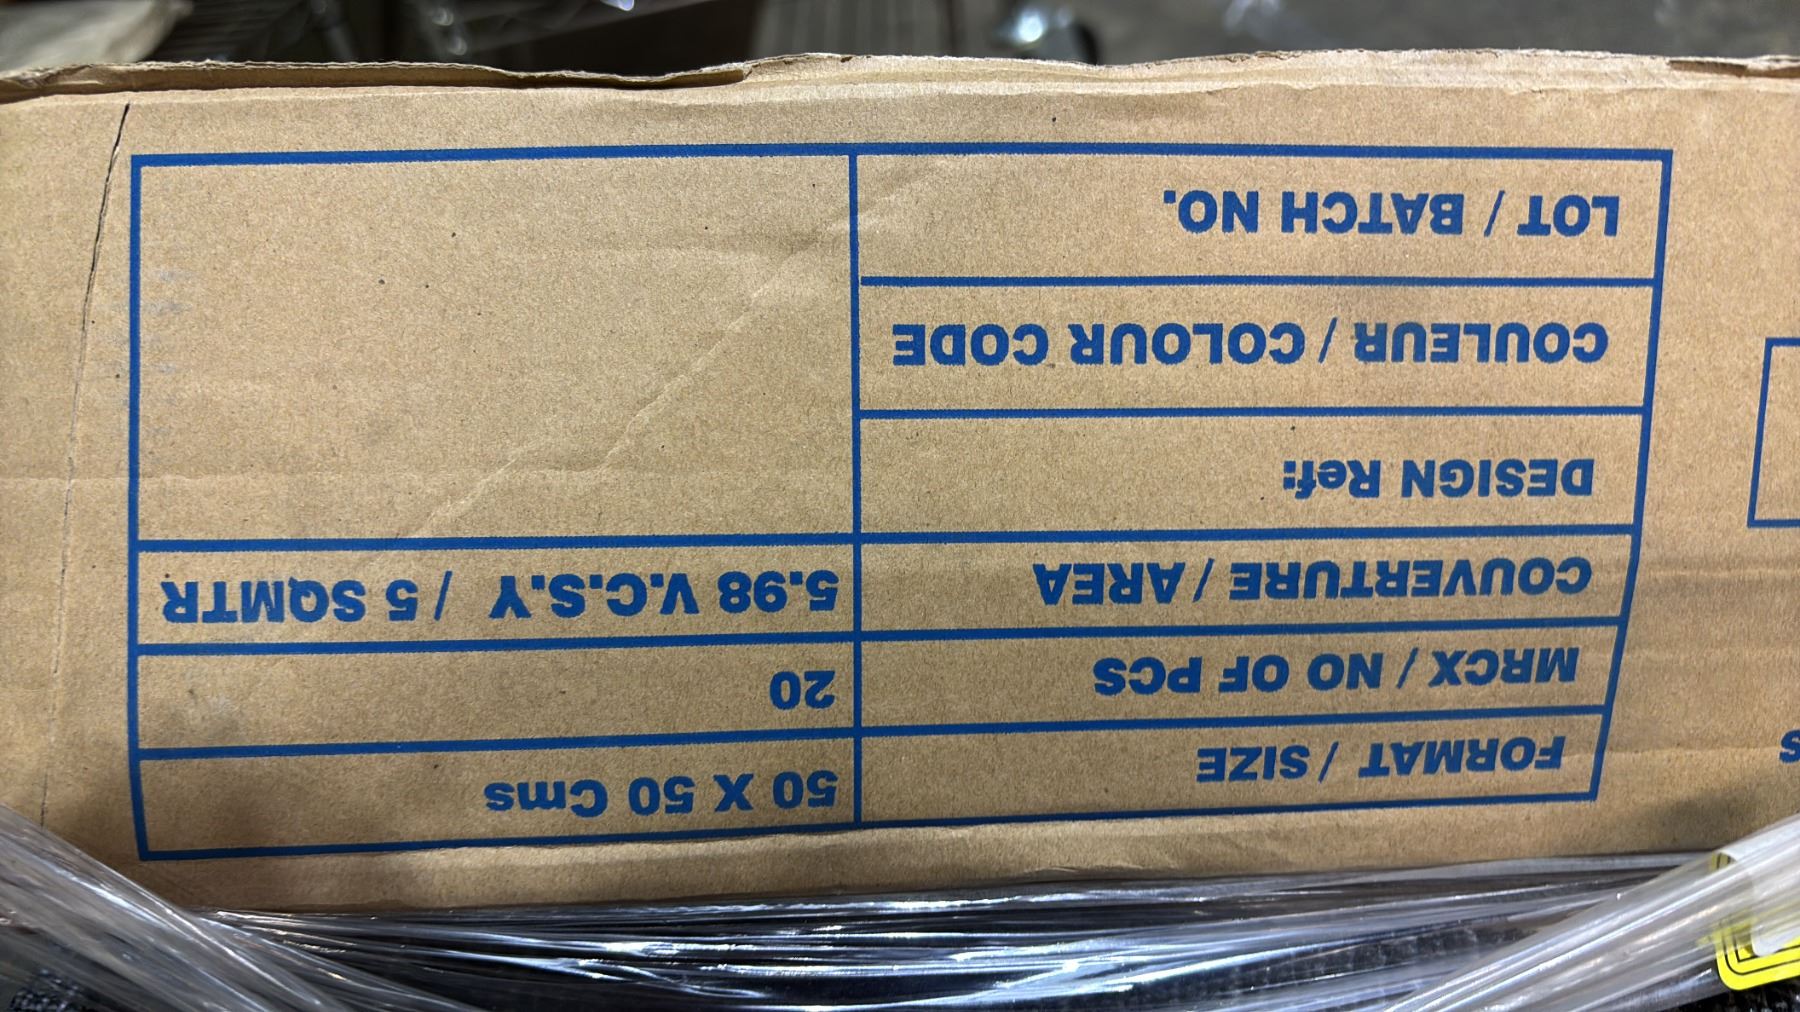 FORMAT / SIZE 50 X 50 Cms
MRCX / NO OF PCS 20
COUVERTURE / AREA 5.98 V.C.S.Y / 5 SQMTR
DESIGN Ref:
COULEUR / COLOUR CODE
LOT / BATCH NO.